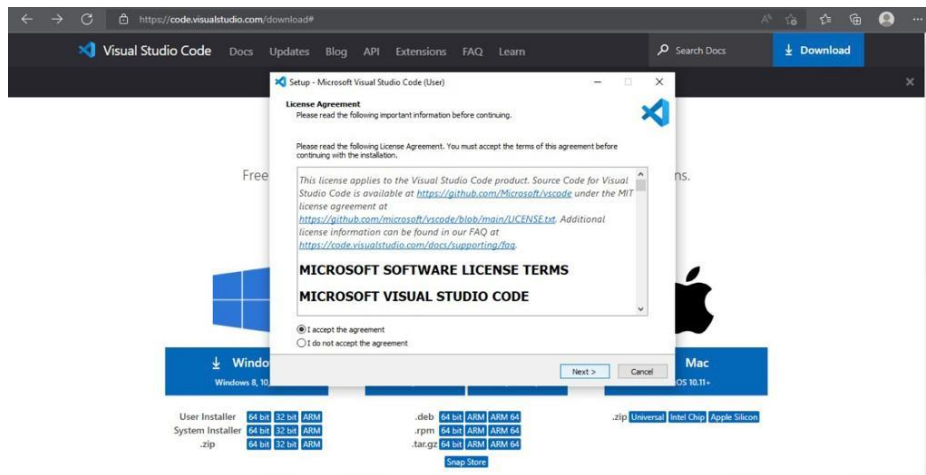 https://code.visualstudio.com/download#
Visual Studio Code Docs Updates Blog API Extensions FAQ Learn Search Docs Download
Setup - Microsoft Visual Studio Code (User)
License Agreement
Please read the following important information before continuing.
Please read the following License Agreement. You must accept the terms of this agreement before
continuing with the installation.
Free
ns.
This license applies to the Visual Studio Code product. Source Code for Visual
Studio Code is available at https://github.com/Microsoft/vscode under the MIT
license agreement at
https://github.com/microsoft/vscode/blob/main/LICENSE.txt. Additional
license information can be found in our FAQ at
https://code.visualstudio.com/docs/supporting/faq.
MICROSOFT SOFTWARE LICENSE TERMS
MICROSOFT VISUAL STUDIO CODE
I accept the agreement
I do not accept the agreement
Next > Cancel
Windo
Windows 8, 10,
Mac
OS 10.11+
User Installer 64 bit 32 bit ARM
System Installer 64 bit 32 bit ARM
.zip 64 bit 32 bit ARM
.deb 64 bit ARM ARM 64
.rpm 64 bit ARM ARM 64
.tar.gz 64 bit ARM ARM 64
Snap Store
.zip Universal Intel Chip Apple Silicon